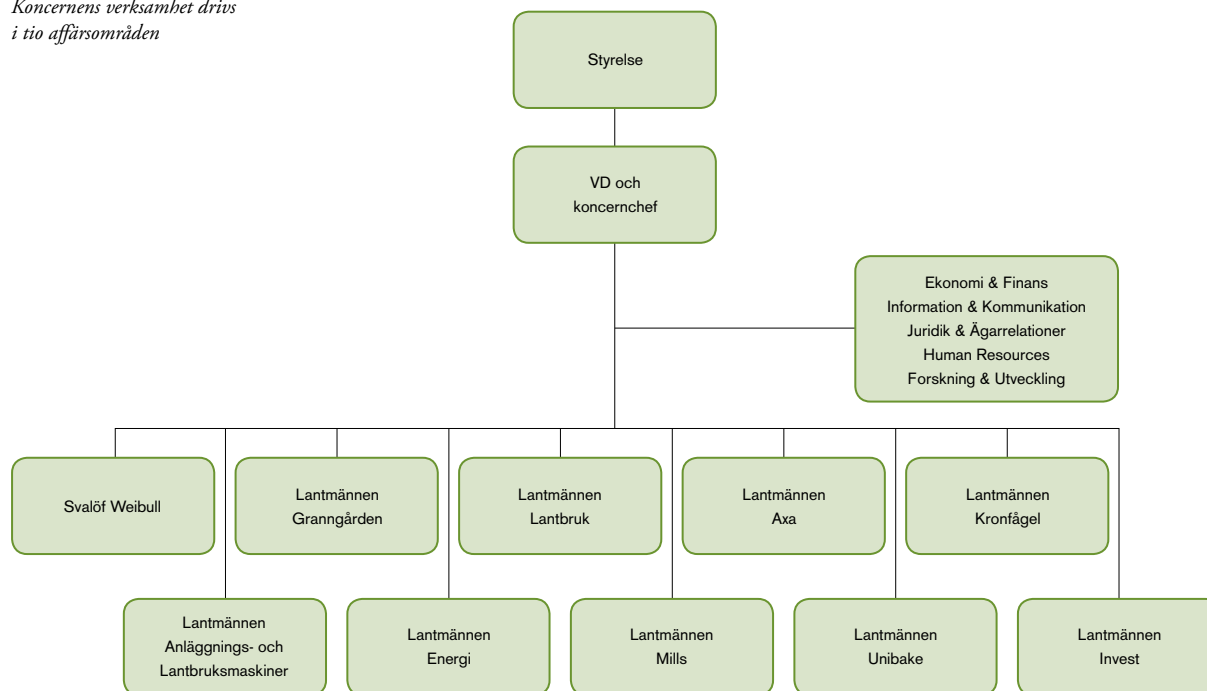 Koncernens verksamhet drivs
i tio affärsområden
Styrelse
VD och
koncernchef
Ekonomi & Finans
Information & Kommunikation
Juridik & Ägarrelationer
Human Resources
Forskning & Utveckling
Svalöf Weibull
Lantmännen
Granngården
Lantmännen
Lantbruk
Lantmännen
Axa
Lantmännen
Kronfågel
Lantmännen
Anläggnings- och
Lantbruksmaskiner
Lantmännen
Energi
Lantmännen
Mills
Lantmännen
Unibake
Lantmännen
Invest